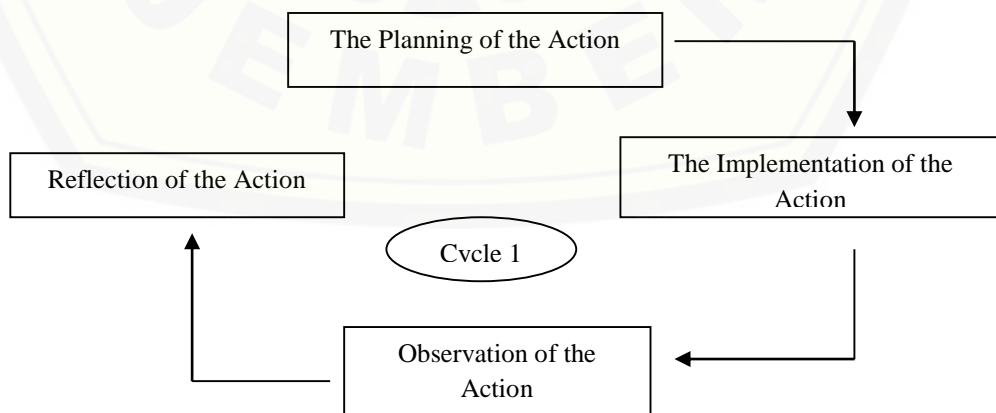 The Planning of the Action
The Implementation of the
Action
Reflection of the Action
Cycle 1
Observation of the
Action